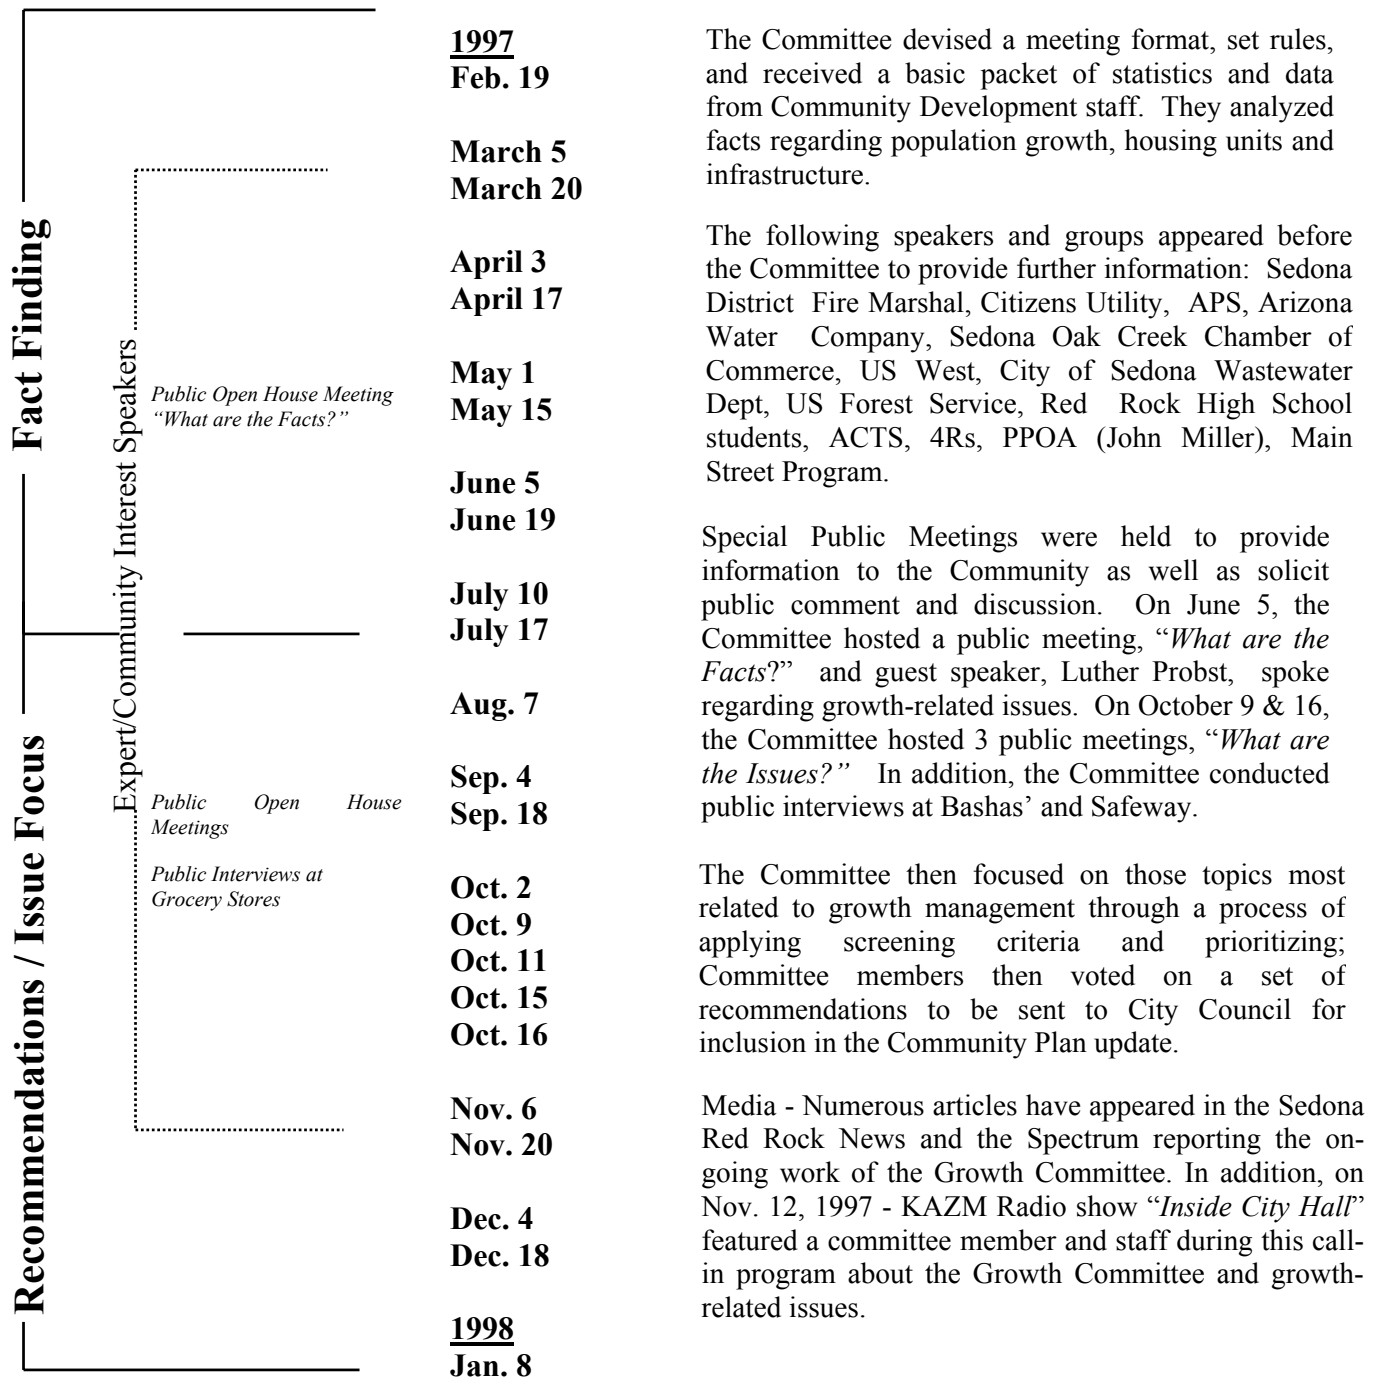 Fact Finding
Recommendations / Issue Focus
Expert/Community Interest Speakers
Public Open House Meeting
“What are the Facts?”
Public Open House
Meetings
Public Interviews at
Grocery Stores
1997
Feb. 19
March 5
March 20
April 3
April 17
May 1
May 15
June 5
June 19
July 10
July 17
Aug. 7
Sep. 4
Sep. 18
Oct. 2
Oct. 9
Oct. 11
Oct. 15
Oct. 16
Nov. 6
Nov. 20
Dec. 4
Dec. 18
1998
Jan. 8
The Committee devised a meeting format, set rules,
and received a basic packet of statistics and data
from Community Development staff. They analyzed
facts regarding population growth, housing units and
infrastructure.
The following speakers and groups appeared before
the Committee to provide further information: Sedona
District Fire Marshal, Citizens Utility, APS, Arizona
Water Company, Sedona Oak Creek Chamber of
Commerce, US West, City of Sedona Wastewater
Dept, US Forest Service, Red Rock High School
students, ACTS, 4Rs, PPOA (John Miller), Main
Street Program.
Special Public Meetings were held to provide
information to the Community as well as solicit
public comment and discussion. On June 5, the
Committee hosted a public meeting, “What are the
Facts?” and guest speaker, Luther Probst, spoke
regarding growth-related issues. On October 9 & 16,
the Committee hosted 3 public meetings, “What are
the Issues?” In addition, the Committee conducted
public interviews at Bashas’ and Safeway.
The Committee then focused on those topics most
related to growth management through a process of
applying screening criteria and prioritizing;
Committee members then voted on a set of
recommendations to be sent to City Council for
inclusion in the Community Plan update.
Media - Numerous articles have appeared in the Sedona
Red Rock News and the Spectrum reporting the on-
going work of the Growth Committee. In addition, on
Nov. 12, 1997 - KAZM Radio show “Inside City Hall”
featured a committee member and staff during this call-
in program about the Growth Committee and growth-
related issues.